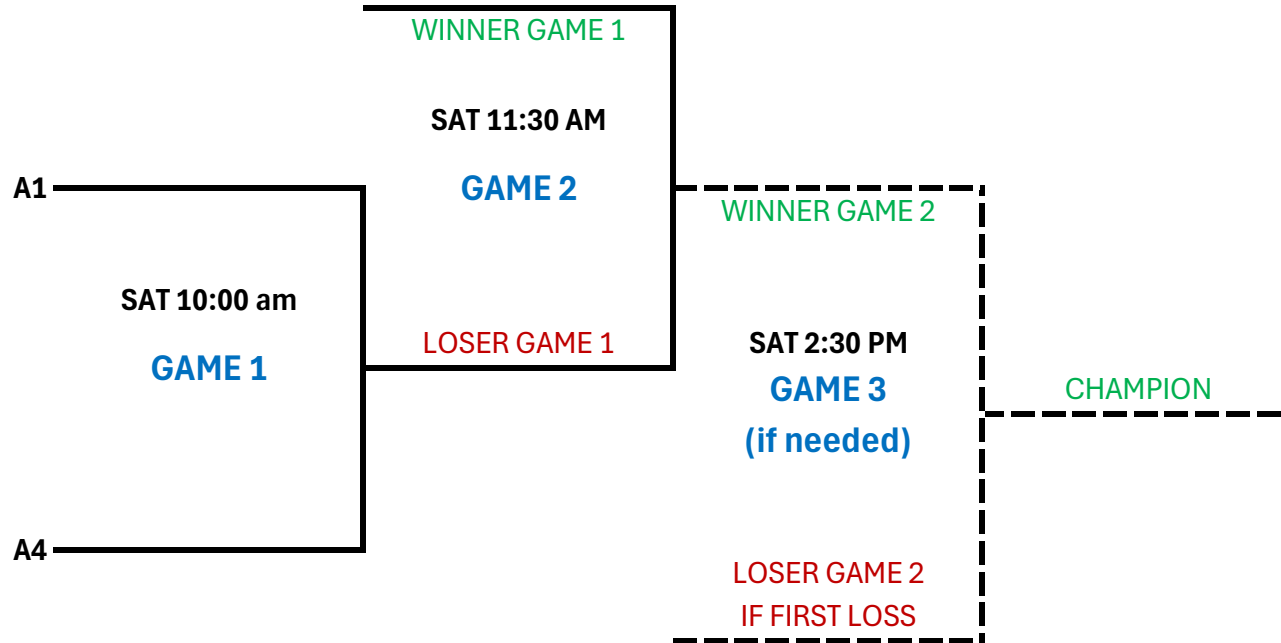 WINNER GAME 1
SAT 11:30 AM
GAME 2
A1
WINNER GAME 2
SAT 10:00 am
GAME 1
LOSER GAME 1
SAT 2:30 PM
GAME 3
(if needed)
CHAMPION
A4
LOSER GAME 2
IF FIRST LOSS